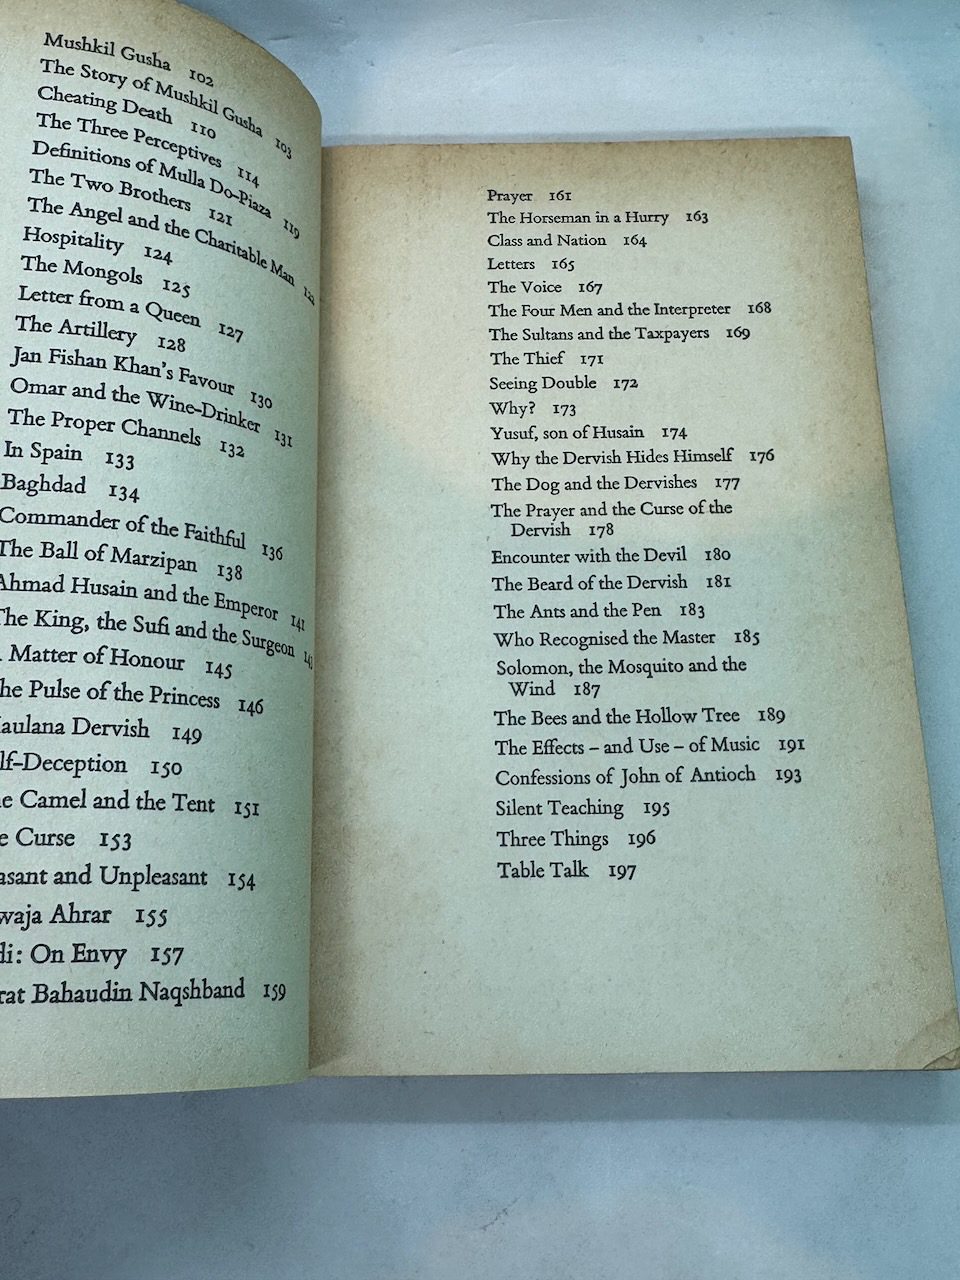 Mushkil Gusha 102
The Story of Mushkil Gusha 103
Cheating Death 110
The Three Perceptives 114
Definitions of Mulla Do-Piaza 119
The Two Brothers 121
The Angel and the Charitable Man
Hospitality 124
The Mongols 125
Letter from a Queen 127
The Artillery 128
Jan Fishan Khan's Favour 130
Omar and the Wine-Drinker 131
The Proper Channels 132
In Spain 133
Baghdad 134
Commander of the Faithful 136
The Ball of Marzipan 138
Ahmad Husain and the Emperor 141
The King, the Sufi and the Surgeon
Matter of Honour 145
he Pulse of the Princess 146
aulana Dervish 149
lf-Deception 150
e Camel and the Tent 151
e Curse 153
asant and Unpleasant 154
waja Ahrar 155
di: On Envy 157
rat Bahaudin Naqshband 159
Prayer 161
The Horseman in a Hurry 163
Class and Nation 164
Letters 165
The Voice 167
The Four Men and the Interpreter 168
The Sultans and the Taxpayers 169
The Thief 171
Seeing Double 172
Why? 173
Yusuf, son of Husain 174
Why the Dervish Hides Himself 176
The Dog and the Dervishes 177
The Prayer and the Curse of the
Dervish 178
Encounter with the Devil 180
The Beard of the Dervish 181
The Ants and the Pen 183
Who Recognised the Master 185
Solomon, the Mosquito and the
Wind 187
The Bees and the Hollow Tree 189
The Effects – and Use – of Music 191
Confessions of John of Antioch 193
Silent Teaching 195
Three Things 196
Table Talk 197